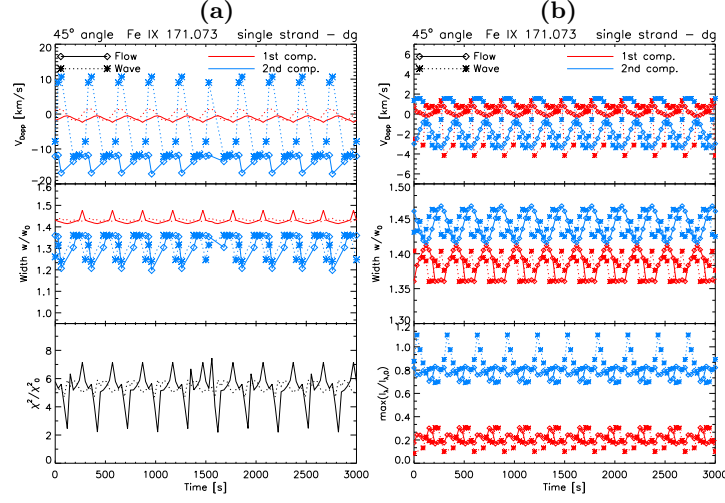 (a)
45° angle Fe IX 171.073 single strand – dg
Flow
1st comp.
Wave
2nd comp.
20
10
0
−10
−20
V_Dopp [km/s]
1.6
1.5
1.4
1.3
1.2
1.1
1.0
Width w/w_0
8
6
4
2
0
χ²/χ²_0
0
500
1000
1500
2000
2500
3000
Time [s]
(b)
45° angle Fe IX 171.073 single strand – dg
Flow
1st comp.
Wave
2nd comp.
6
4
2
0
−2
−4
−6
V_Dopp [km/s]
1.50
1.45
1.40
1.35
1.30
Width w/w_0
1.2
1.0
0.8
0.6
0.4
0.2
0.0
max(I_λ/I_λ,0)
0
500
1000
1500
2000
2500
3000
Time [s]